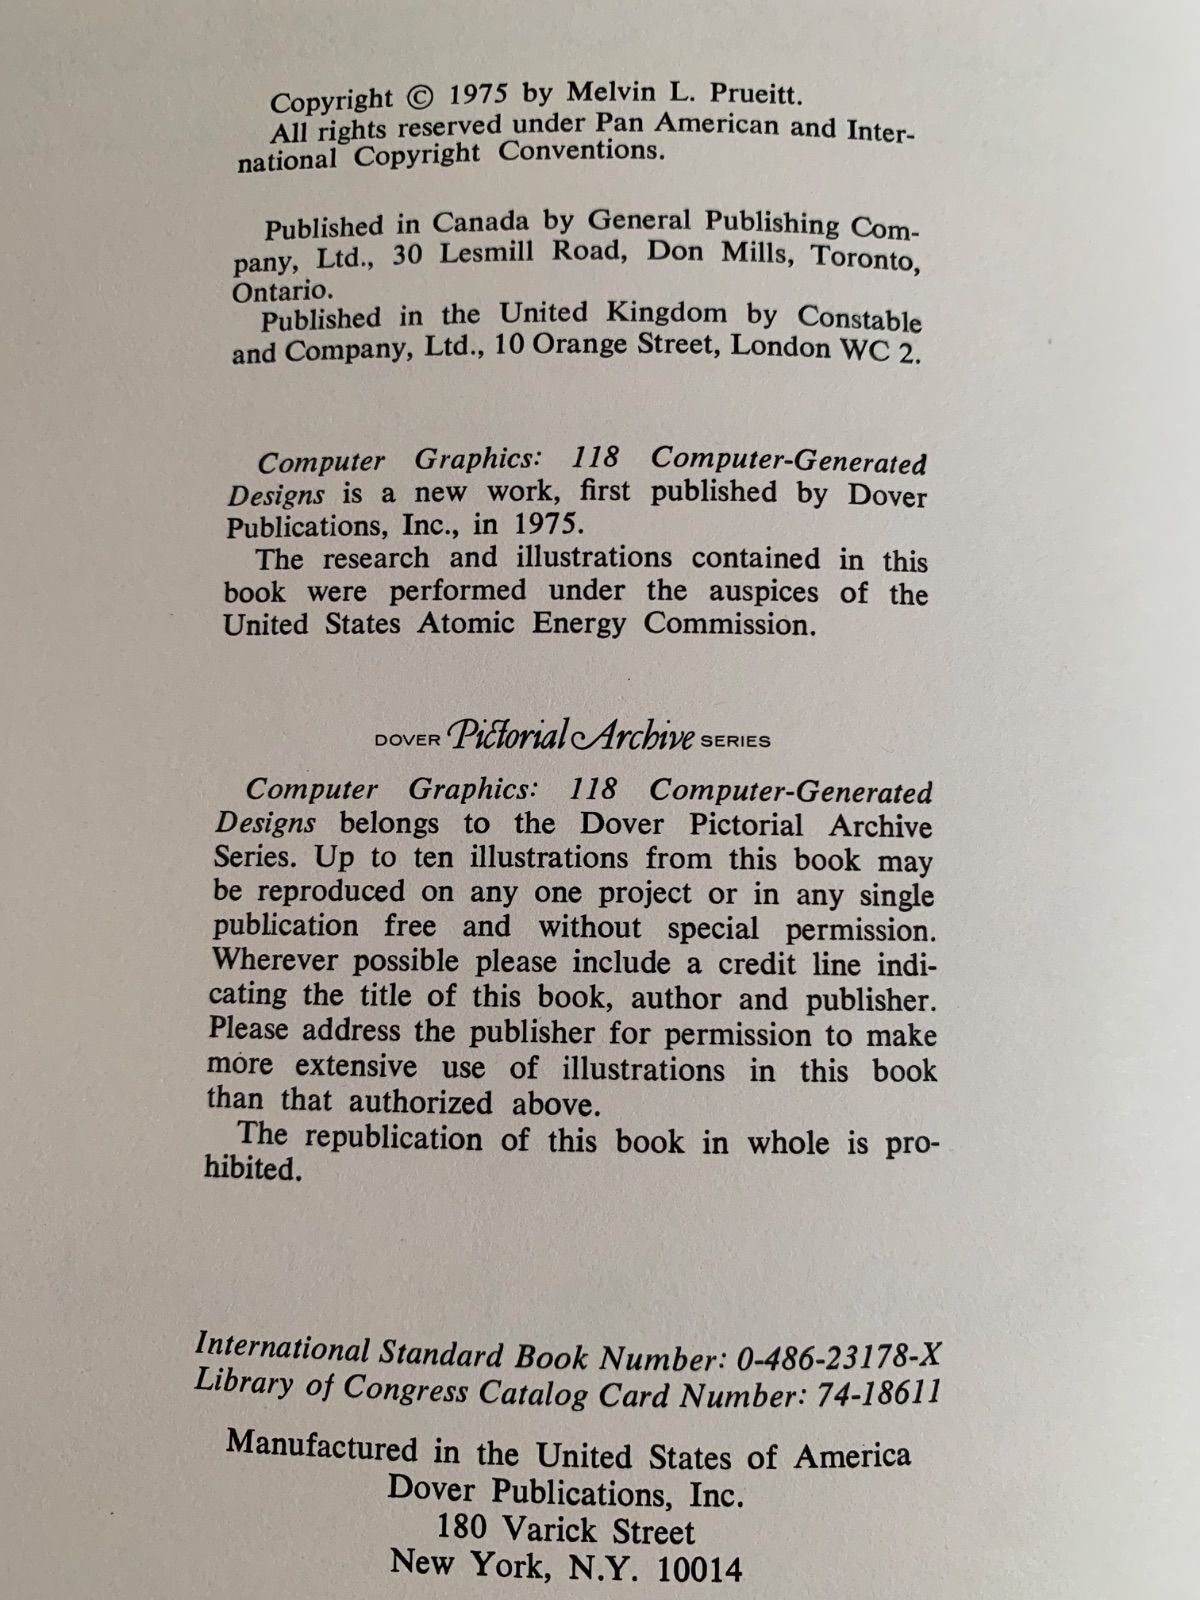 Copyright © 1975 by Melvin L. Prueitt.
All rights reserved under Pan American and Inter-
national Copyright Conventions.
Published in Canada by General Publishing Com-
pany, Ltd., 30 Lesmill Road, Don Mills, Toronto,
Ontario.
Published in the United Kingdom by Constable
and Company, Ltd., 10 Orange Street, London WC 2.
Computer Graphics: 118 Computer-Generated
Designs is a new work, first published by Dover
Publications, Inc., in 1975.
The research and illustrations contained in this
book were performed under the auspices of the
United States Atomic Energy Commission.
DOVER Pictorial Archive SERIES
Computer Graphics: 118 Computer-Generated
Designs belongs to the Dover Pictorial Archive
Series. Up to ten illustrations from this book may
be reproduced on any one project or in any single
publication free and without special permission.
Wherever possible please include a credit line indi-
cating the title of this book, author and publisher.
Please address the publisher for permission to make
more extensive use of illustrations in this book
than that authorized above.
The republication of this book in whole is pro-
hibited.
International Standard Book Number: 0-486-23178-X
Library of Congress Catalog Card Number: 74-18611
Manufactured in the United States of America
Dover Publications, Inc.
180 Varick Street
New York, N.Y. 10014